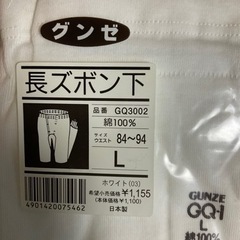 グンゼ
長ズボン下
品番 GQ3002
綿100%
サイズ
ウエスト 84～94
L
ホワイト(03)
希望小売価格 ¥1,155
(本体価格 ¥1,100)
日本製
4901420075462
GUNZE
GQ-1
L
綿100%